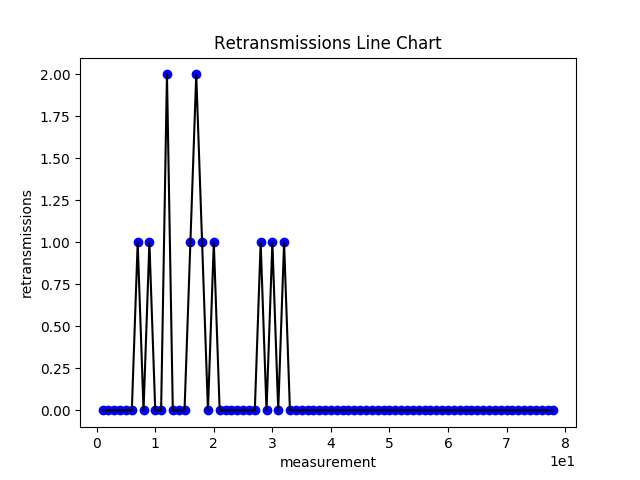 Retransmissions Line Chart
2.00
1.75
1.50
1.25
1.00
0.75
0.50
0.25
0.00
retransmissions
0 1 2 3 4 5 6 7 8
measurement
1e1